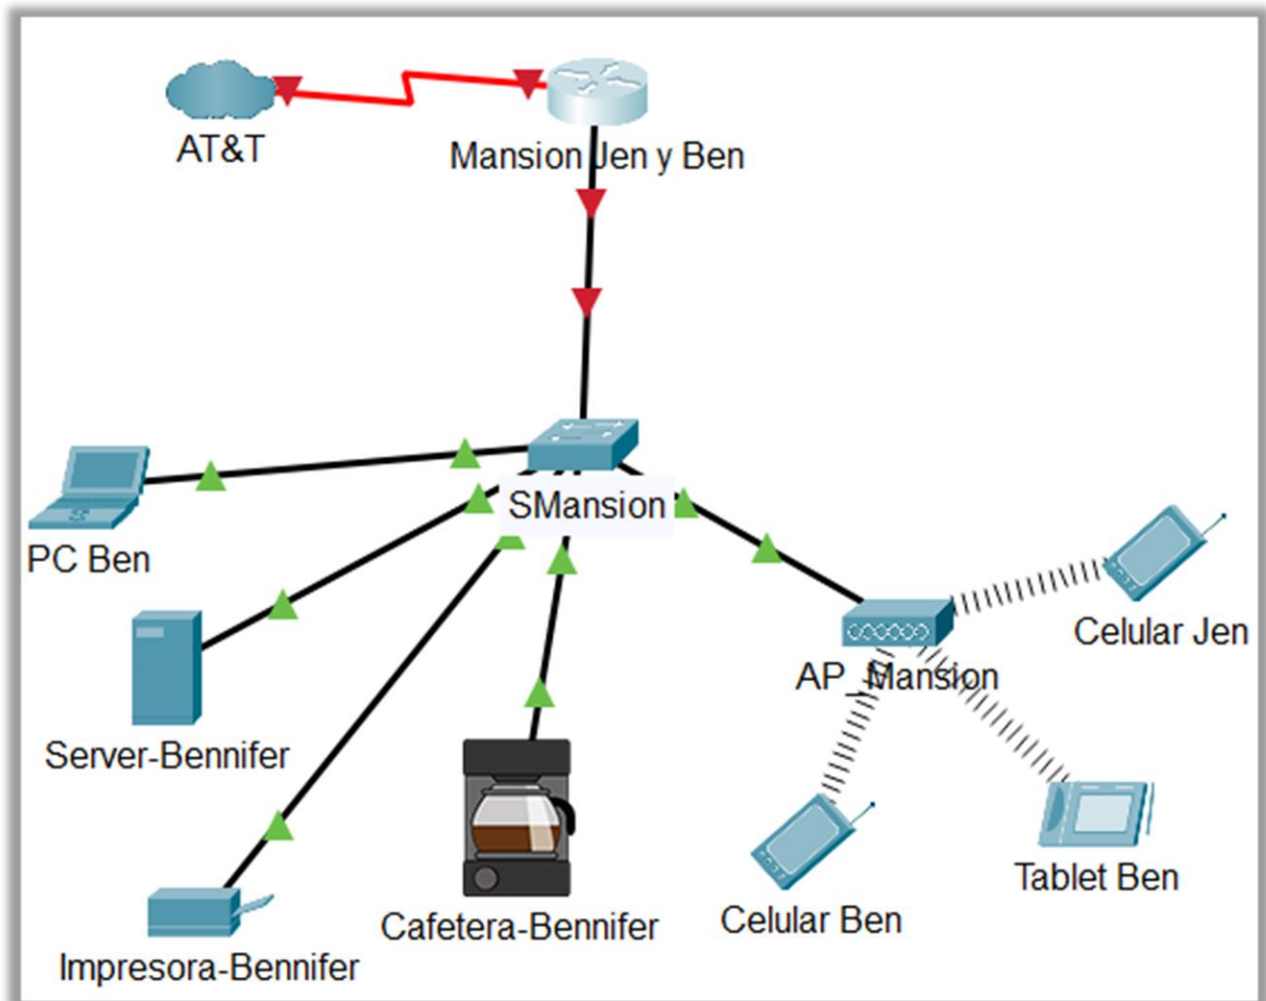 AT&T
Mansion Jen y Ben
SMansion
PC Ben
Celular Jen
AP_Mansion
Server-Bennifer
Tablet Ben
Celular Ben
Cafetera-Bennifer
Impresora-Bennifer